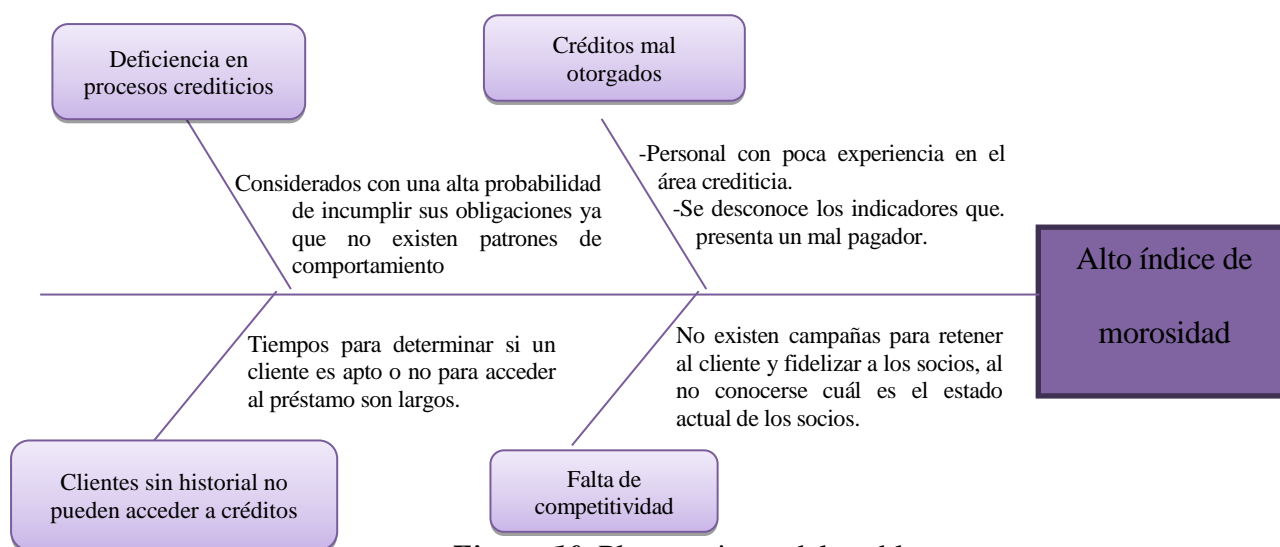 Deficiencia en
procesos crediticios
Créditos mal
otorgados
Considerados con una alta probabilidad
de incumplir sus obligaciones ya
que no existen patrones de
comportamiento
-Personal con poca experiencia en el
área crediticia.
-Se desconoce los indicadores que.
presenta un mal pagador.
Alto índice de
morosidad
Tiempos para determinar si un
cliente es apto o no para acceder
al préstamo son largos.
No existen campañas para retener
al cliente y fidelizar a los socios, al
no conocerse cuál es el estado
actual de los socios.
Clientes sin historial no
pueden acceder a créditos
Falta de
competitividad